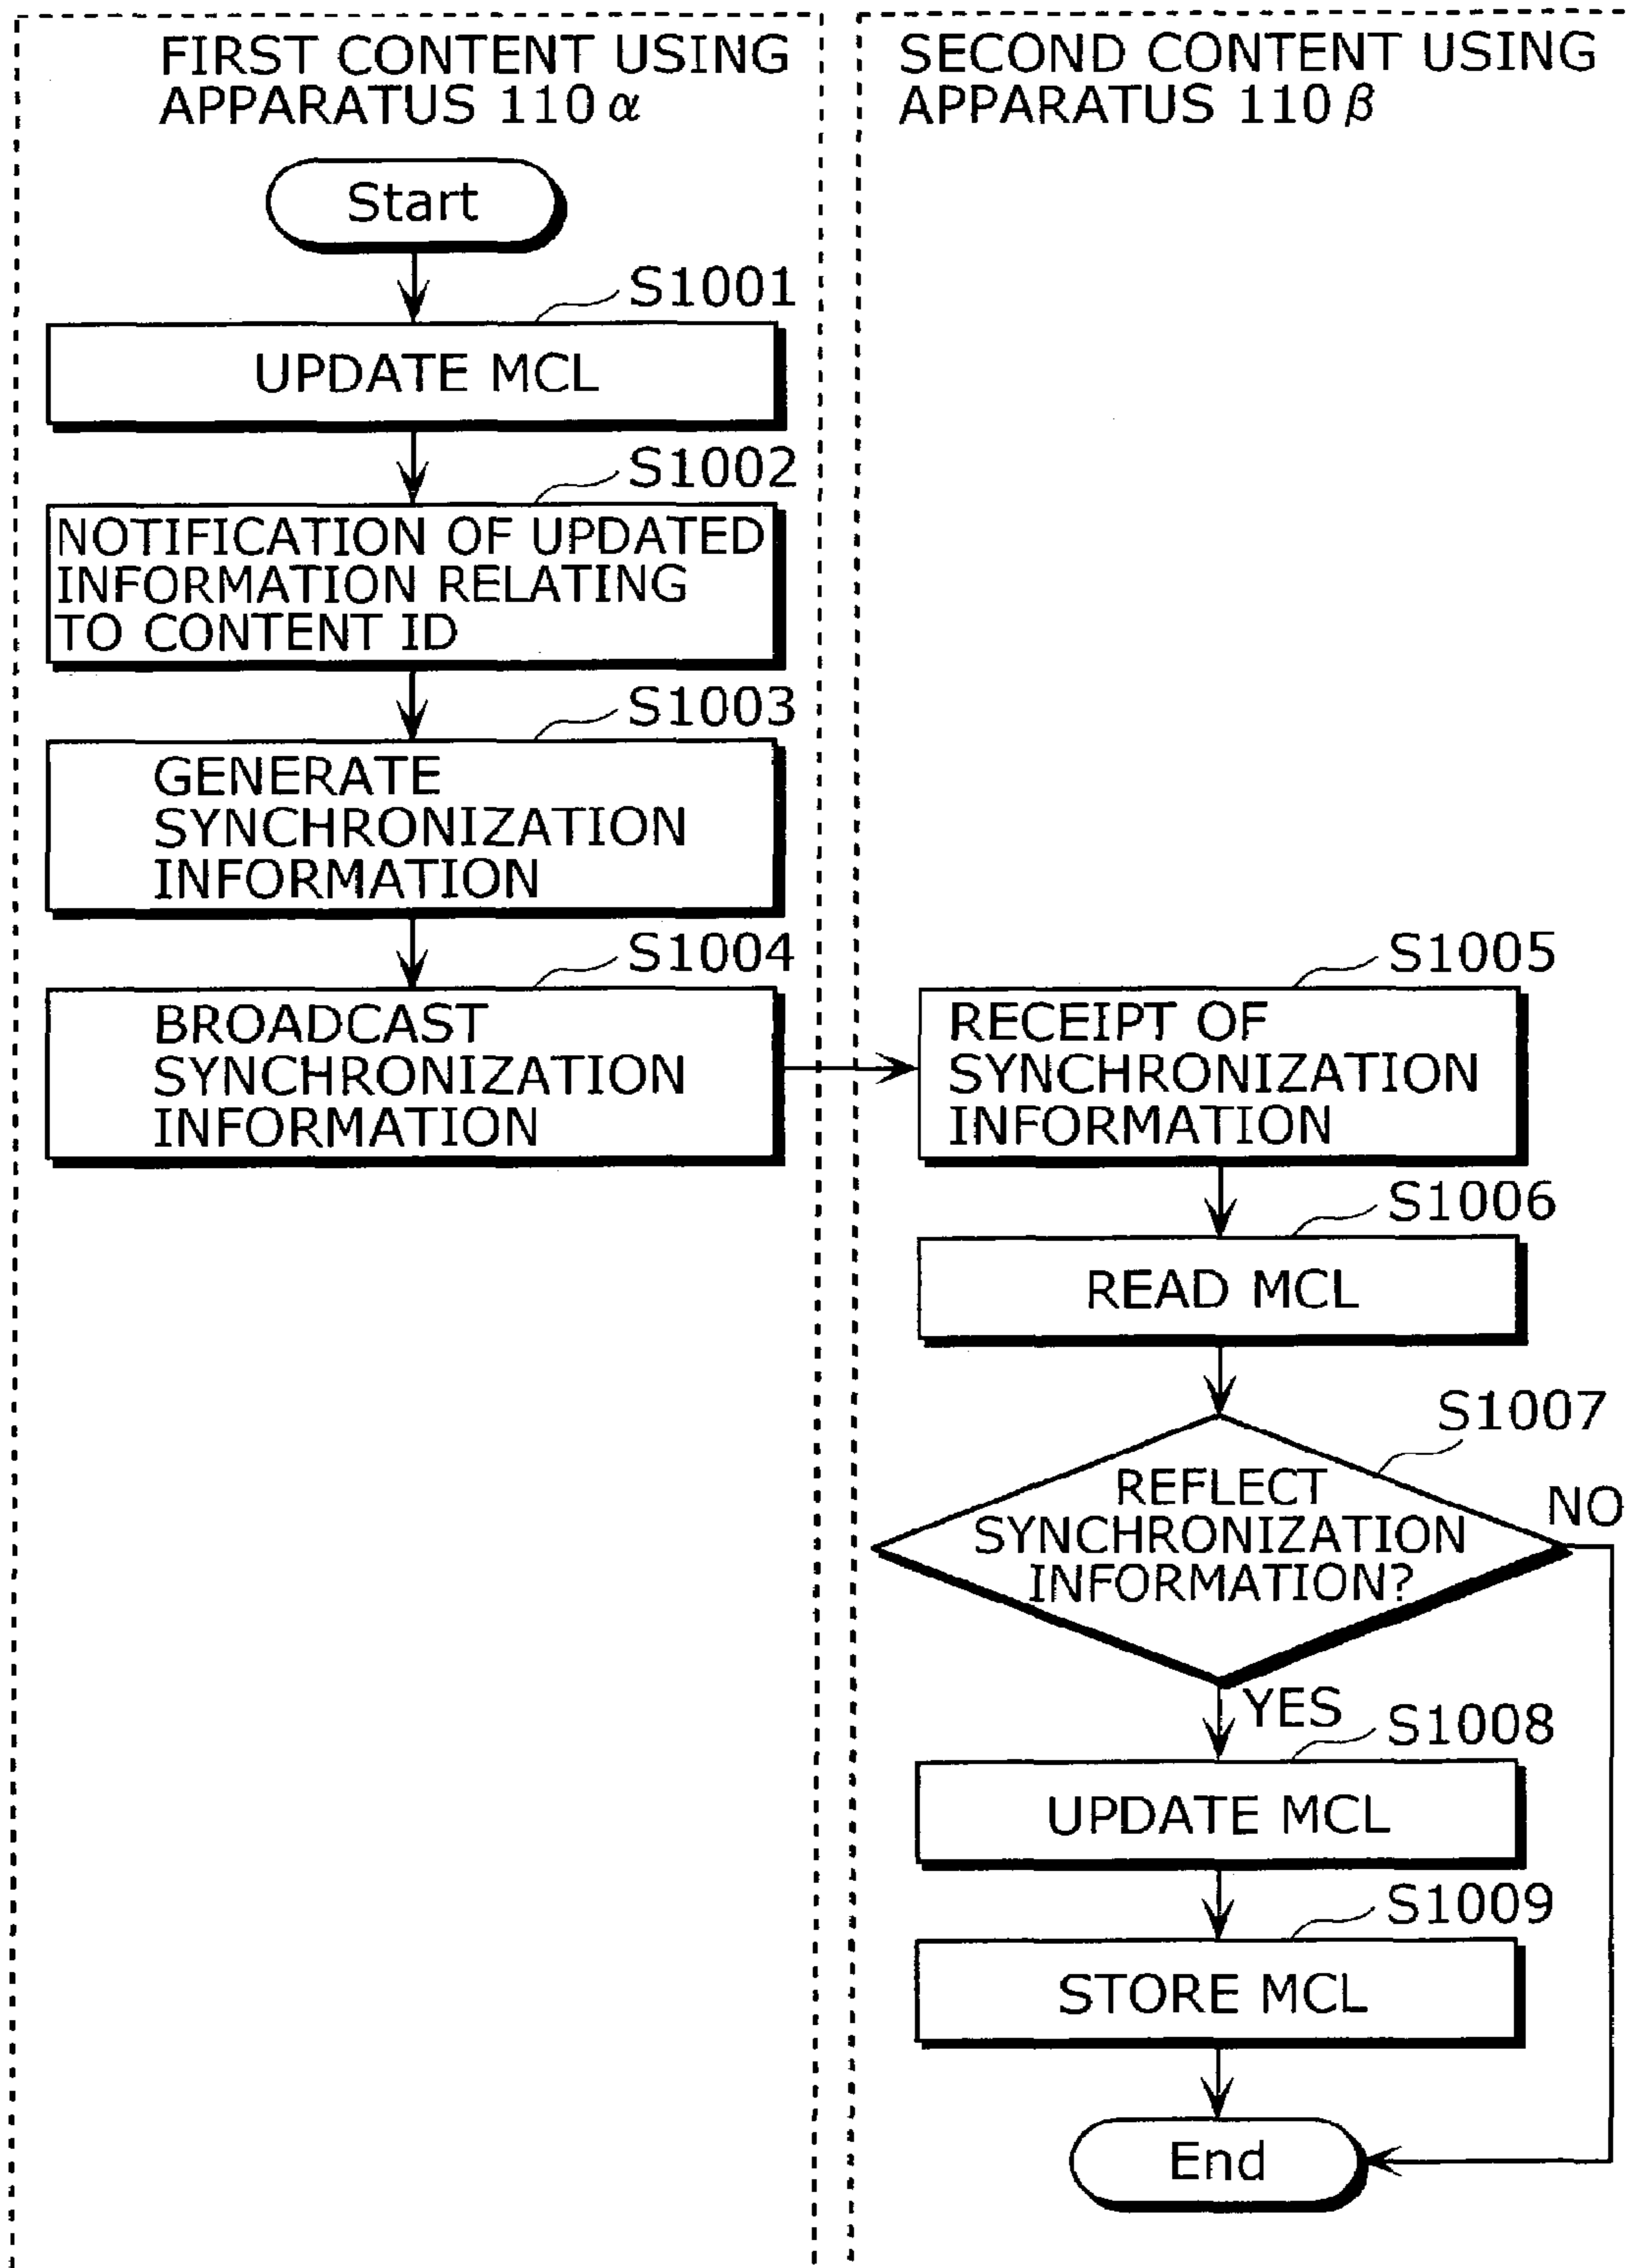 FIRST CONTENT USING
APPARATUS 110α
Start
S1001
UPDATE MCL
S1002
NOTIFICATION OF UPDATED
INFORMATION RELATING
TO CONTENT ID
S1003
GENERATE
SYNCHRONIZATION
INFORMATION
S1004
BROADCAST
SYNCHRONIZATION
INFORMATION
SECOND CONTENT USING
APPARATUS 110β
S1005
RECEIPT OF
SYNCHRONIZATION
INFORMATION
S1006
READ MCL
S1007
REFLECT
SYNCHRONIZATION
INFORMATION?
NO
YES
S1008
UPDATE MCL
S1009
STORE MCL
End